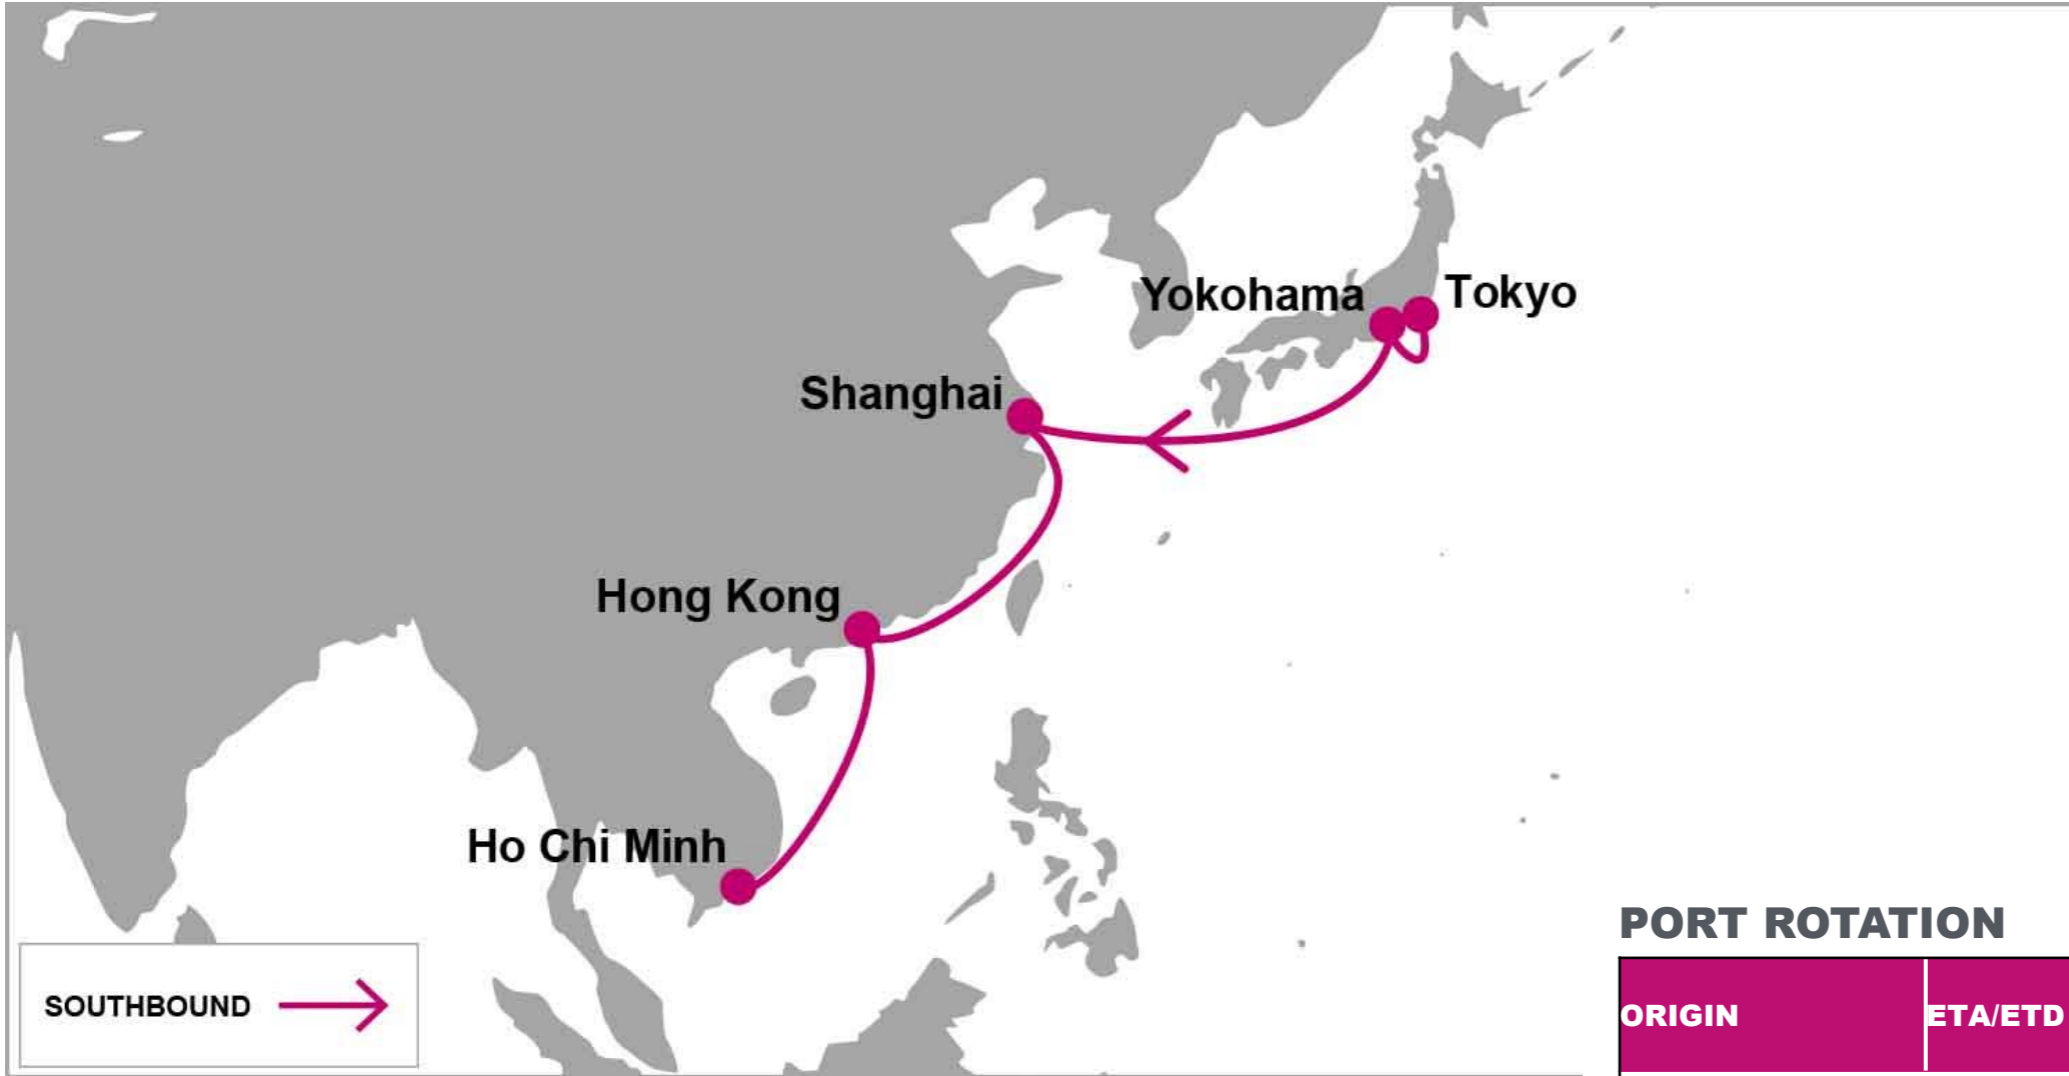 Yokohama
Tokyo
Shanghai
Hong Kong
Ho Chi Minh
SOUTHBOUND
PORT ROTATION
ORIGIN
ETA/ETD